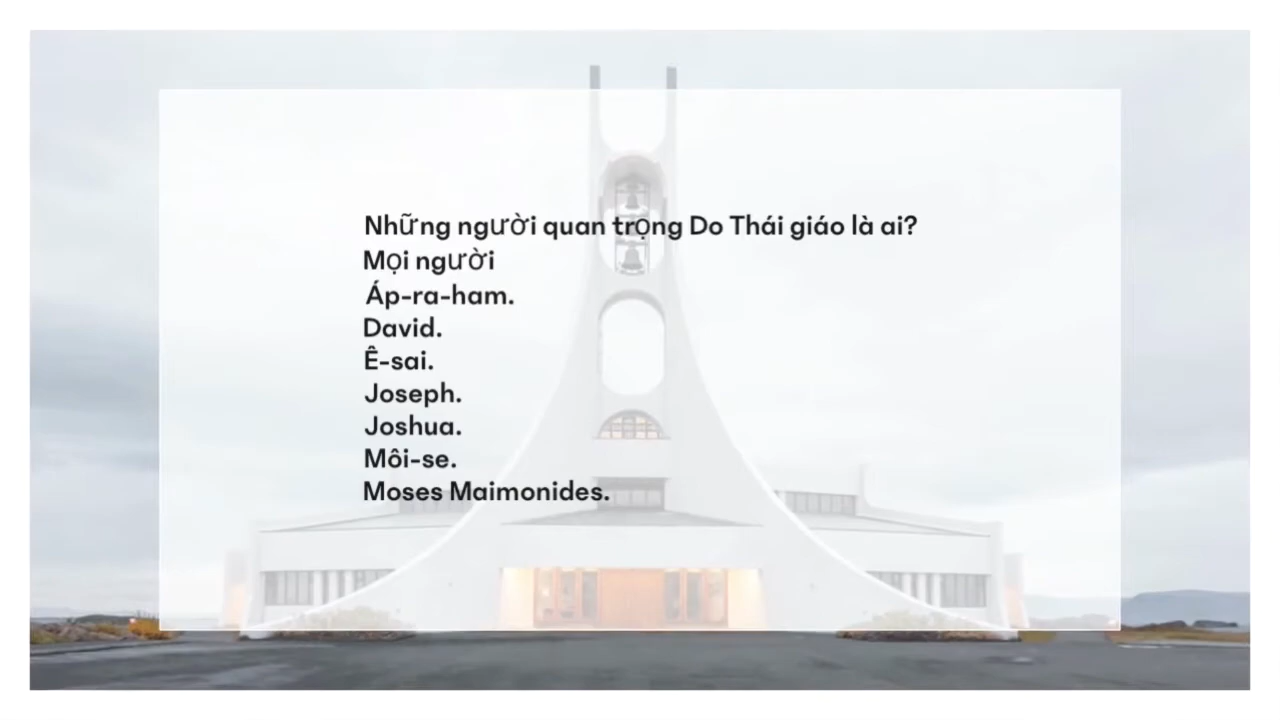 Những người quan trọng Do Thái giáo là ai?
Mọi người
Áp-ra-ham.
David.
Ê-sai.
Joseph.
Joshua.
Môi-se.
Moses Maimonides.